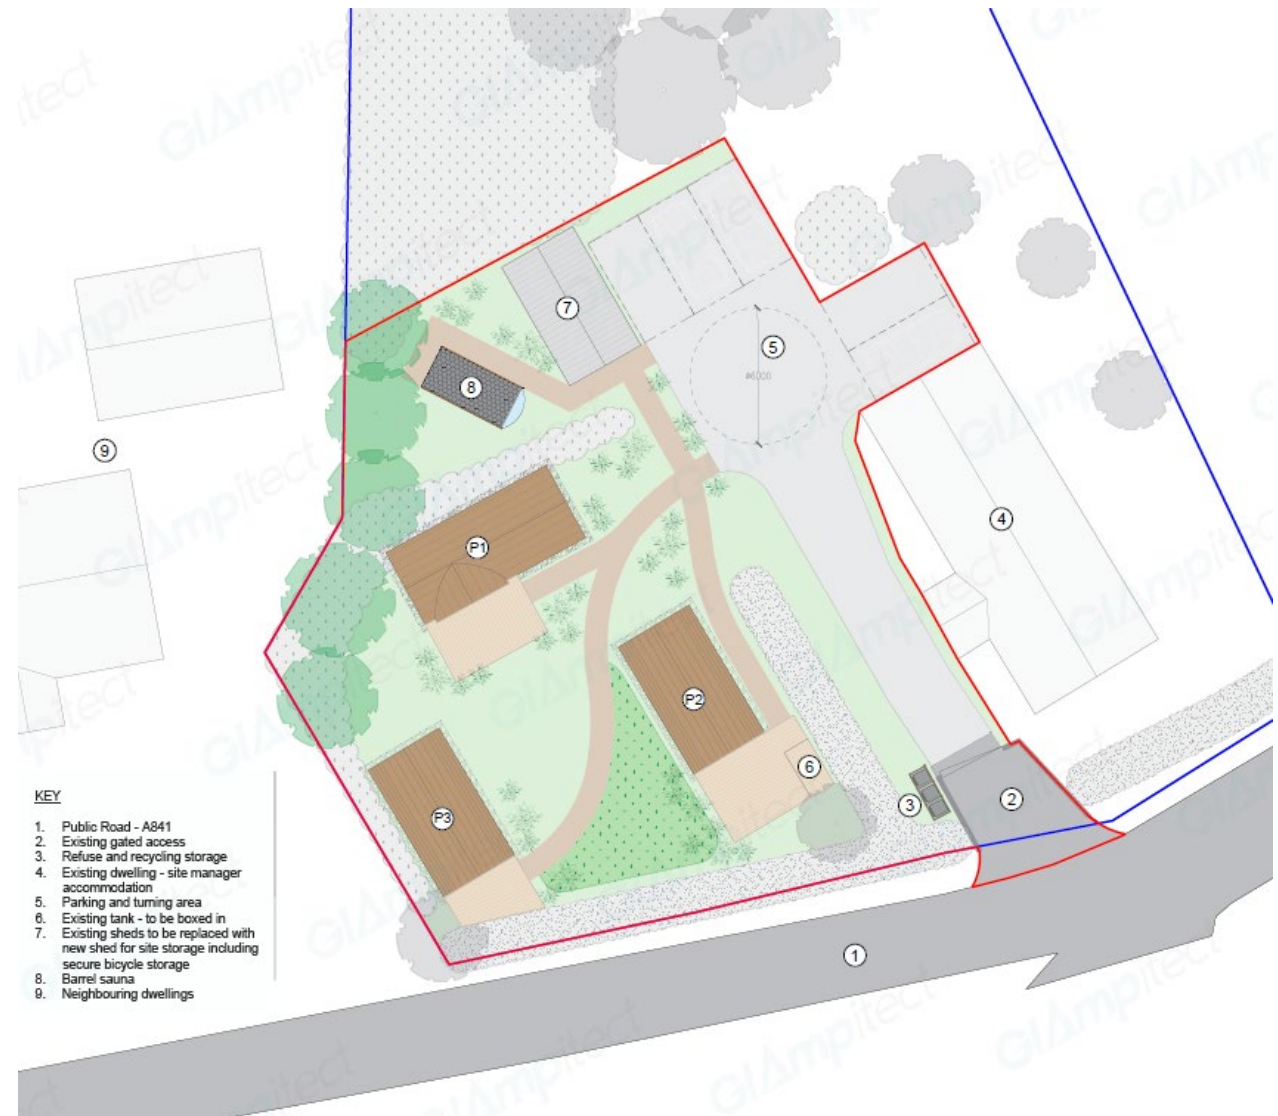 GlAmpitect
7
5
ø6000
8
9
4
P1
P2
6
3
2
P3
1
KEY
1. Public Road - A841
2. Existing gated access
3. Refuse and recycling storage
4. Existing dwelling - site manager
accommodation
5. Parking and turning area
6. Existing tank - to be boxed in
7. Existing sheds to be replaced with
new shed for site storage including
secure bicycle storage
8. Barrel sauna
9. Neighbouring dwellings